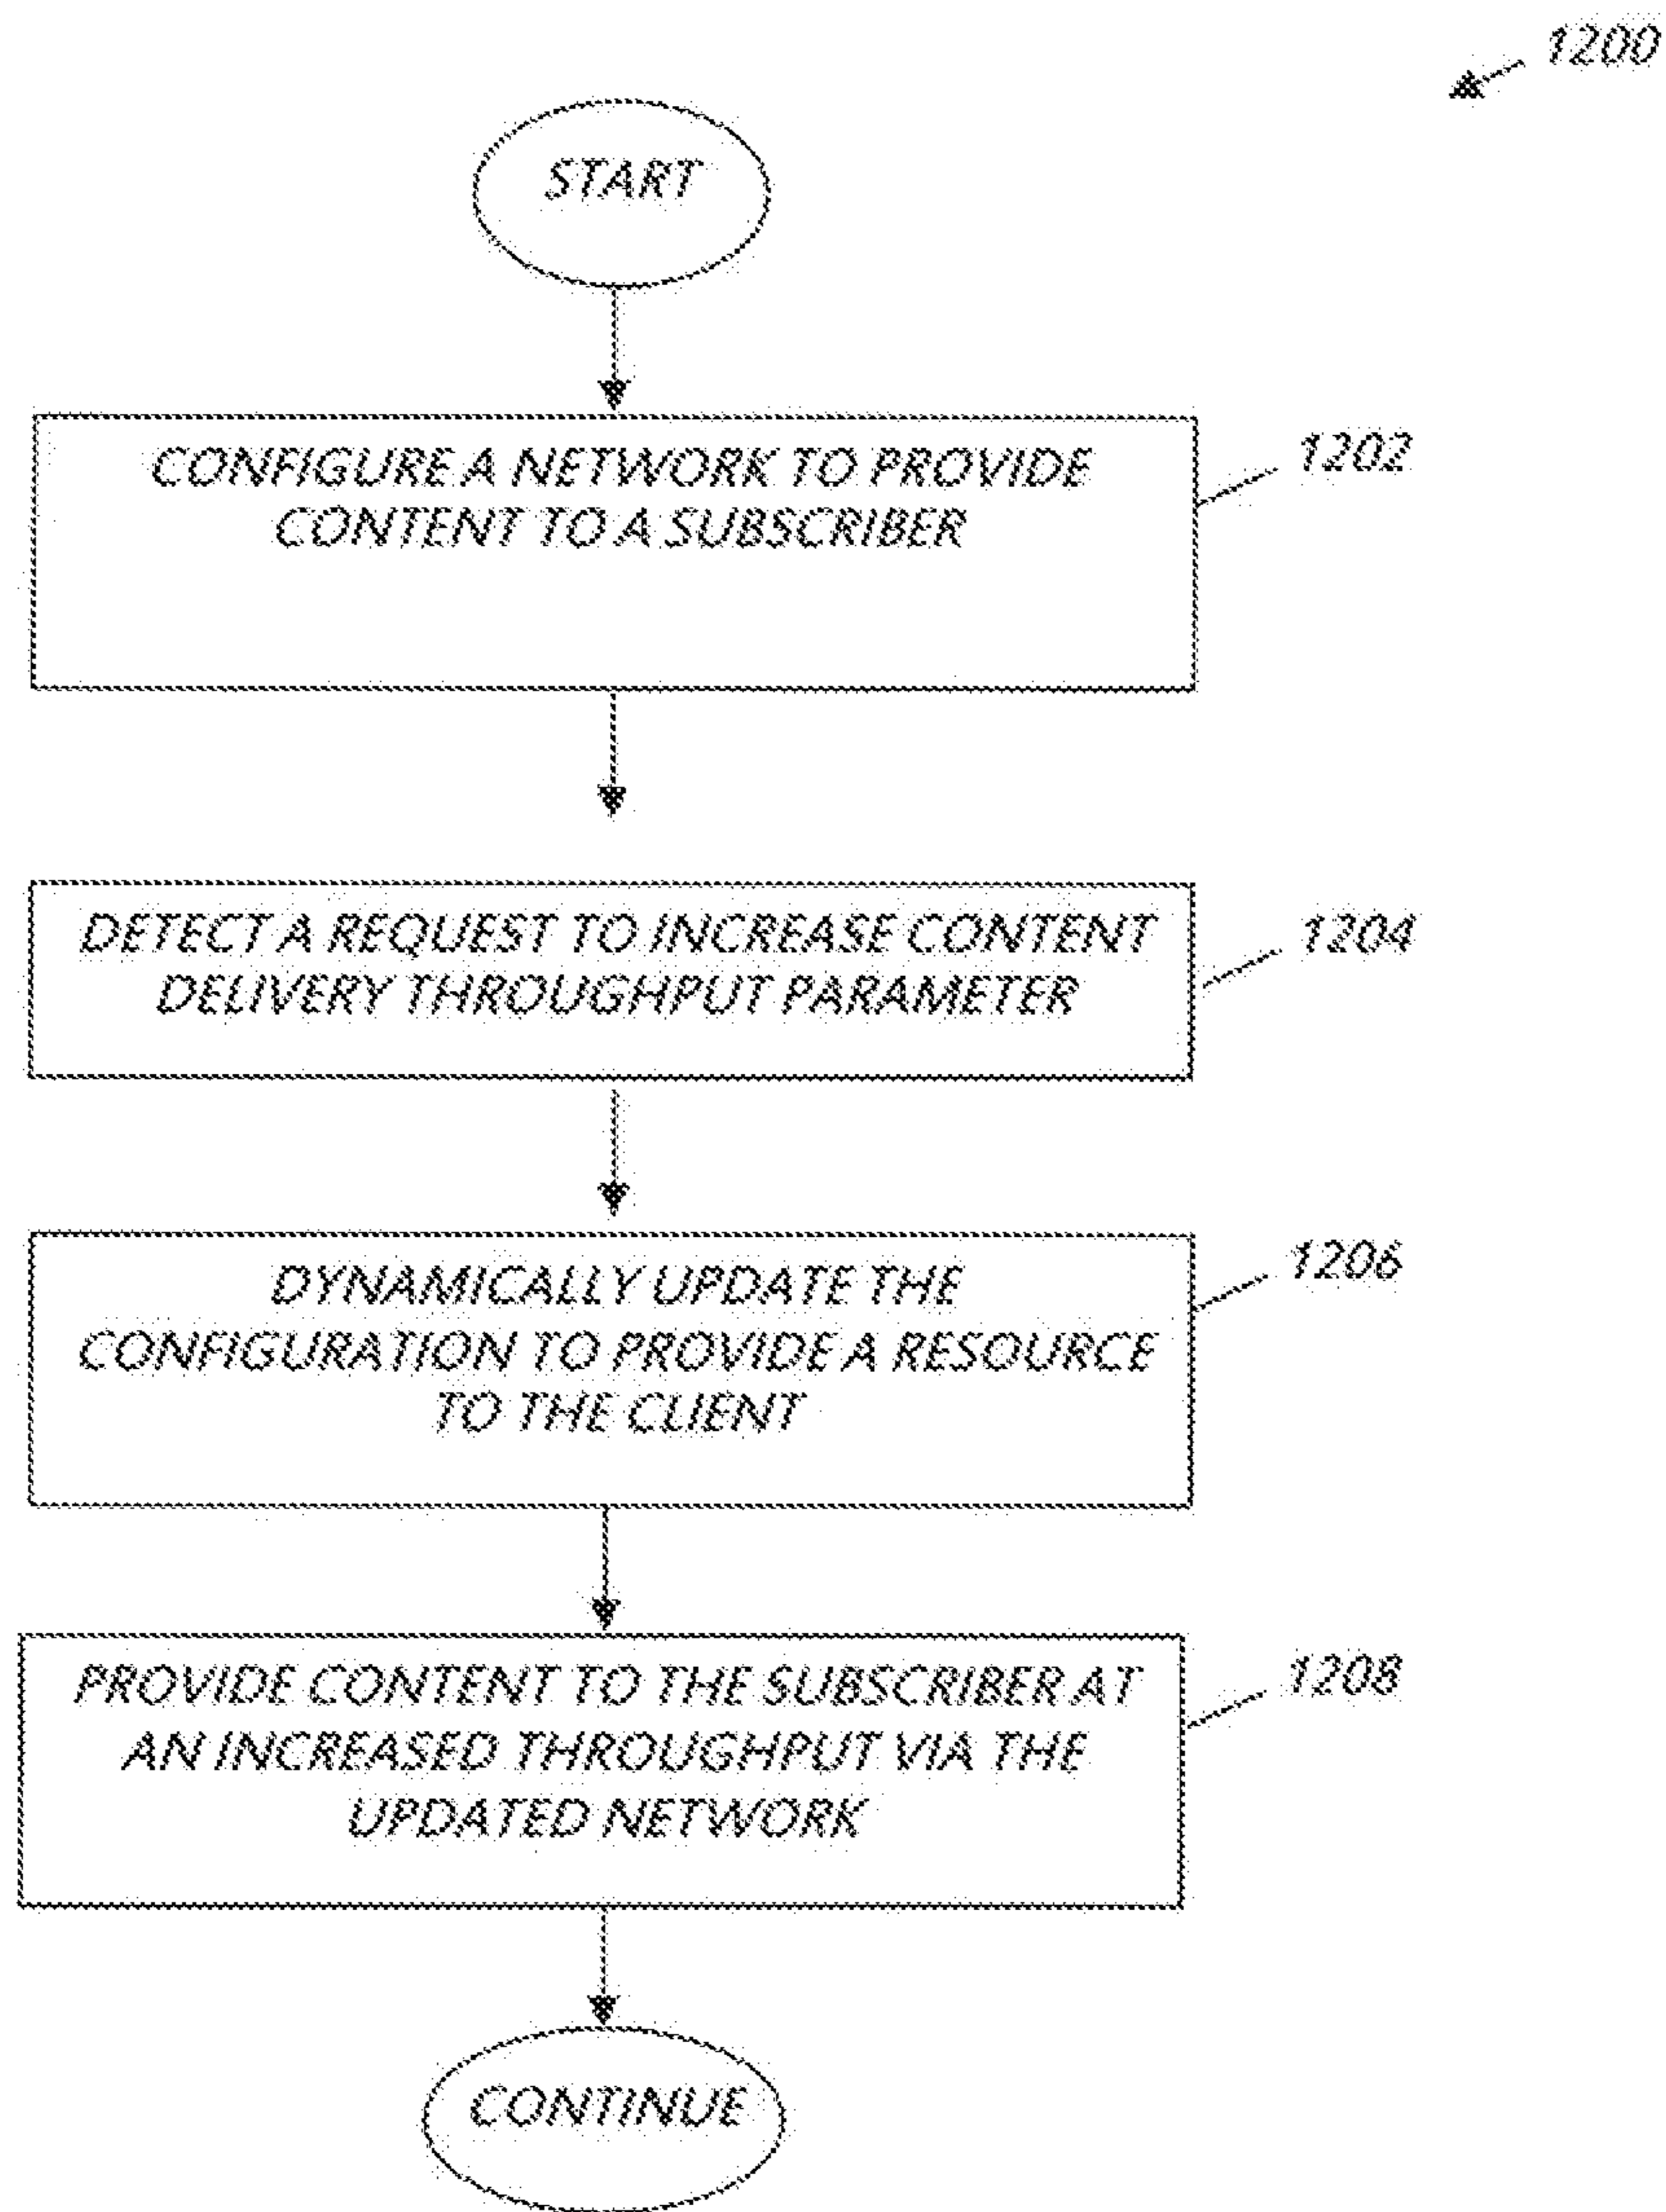 1200
START
CONFIGURE A NETWORK TO PROVIDE
CONTENT TO A SUBSCRIBER
1202
DETECT A REQUEST TO INCREASE CONTENT
DELIVERY THROUGHPUT PARAMETER
1204
DYNAMICALLY UPDATE THE
CONFIGURATION TO PROVIDE A RESOURCE
TO THE CLIENT
1206
PROVIDE CONTENT TO THE SUBSCRIBER AT
AN INCREASED THROUGHPUT VIA THE
UPDATED NETWORK
1208
CONTINUE